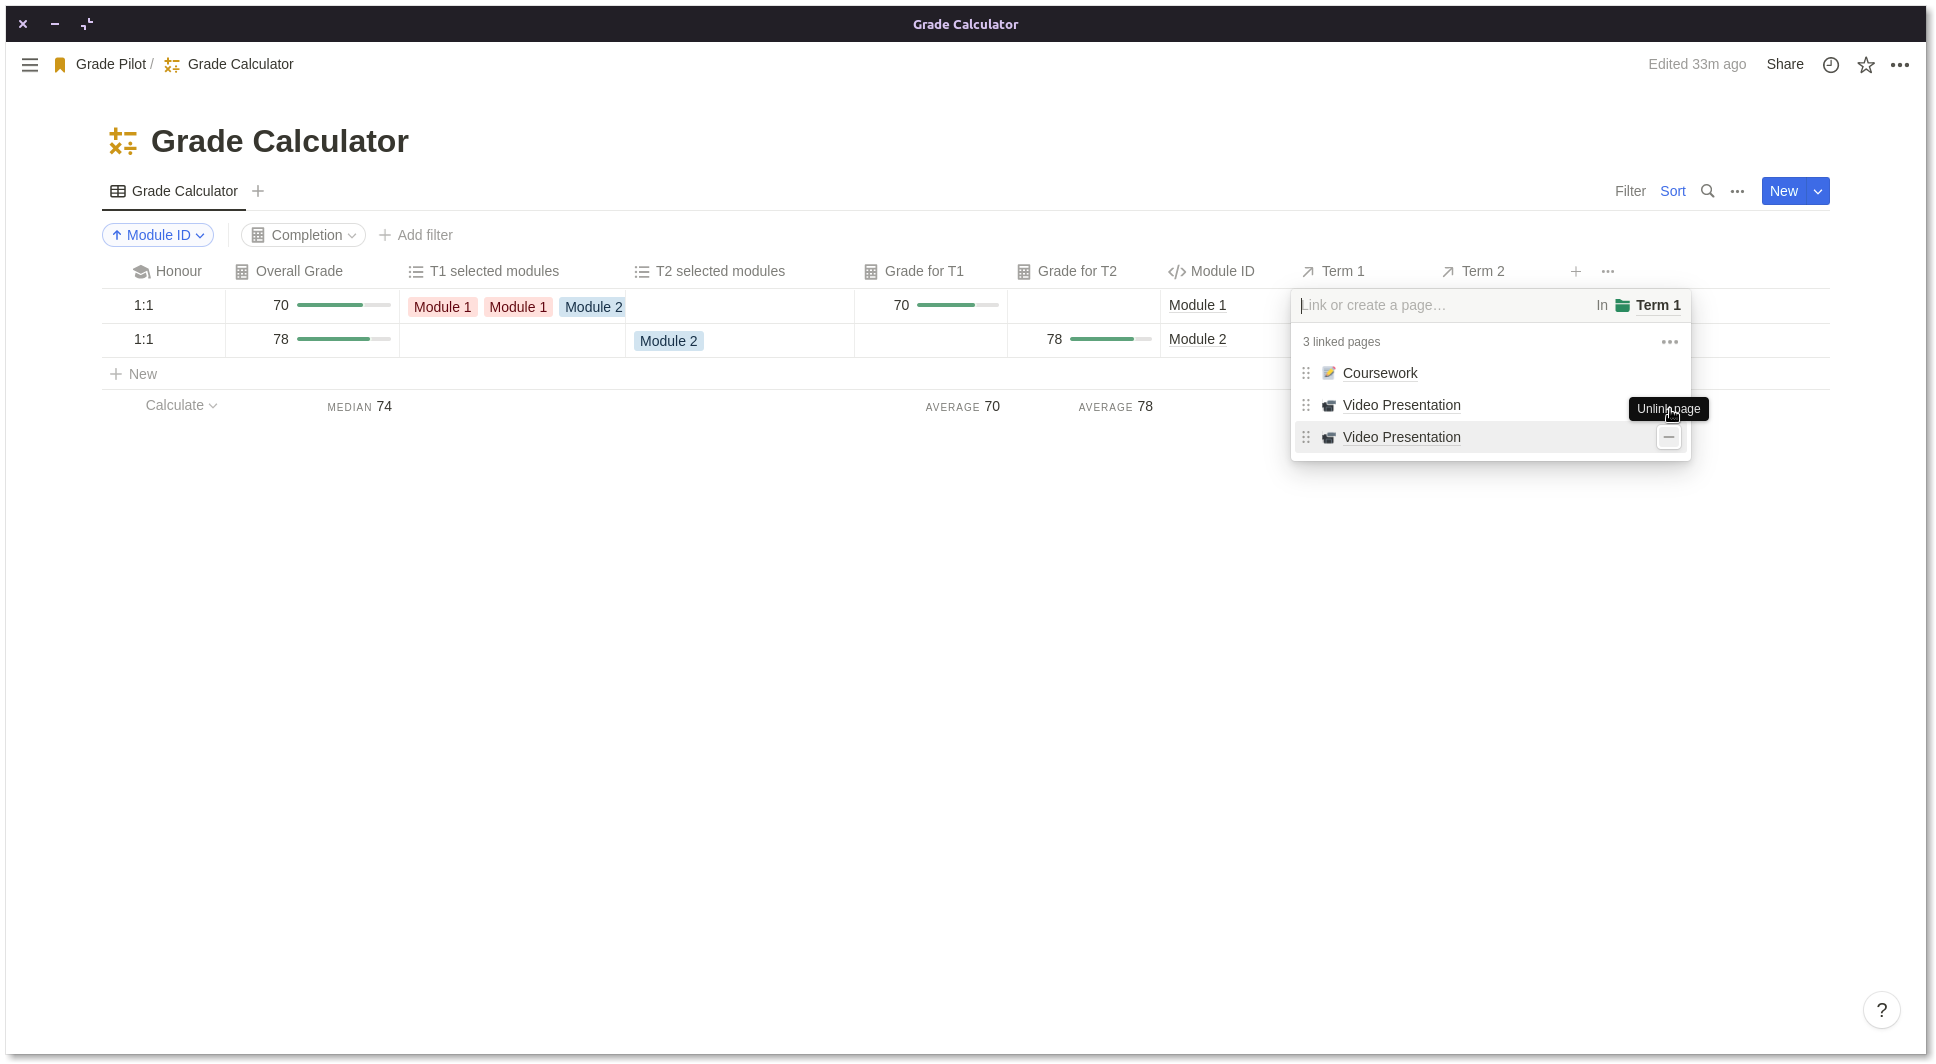 Grade Calculator
Grade Pilot / Grade Calculator
Edited 33m ago Share
Grade Calculator
Grade Calculator
Filter Sort New
Module ID Completion Add filter
Honour Overall Grade T1 selected modules T2 selected modules Grade for T1 Grade for T2 Module ID Term 1 Term 2
1:1 70 Module 1 Module 1 Module 2 70 Module 1
Link or create a page… In Term 1
1:1 78 Module 2 78 Module 2
3 linked pages
New
Coursework
Calculate MEDIAN 74 AVERAGE 70 AVERAGE 78
Video Presentation
Unlink page
Video Presentation
?